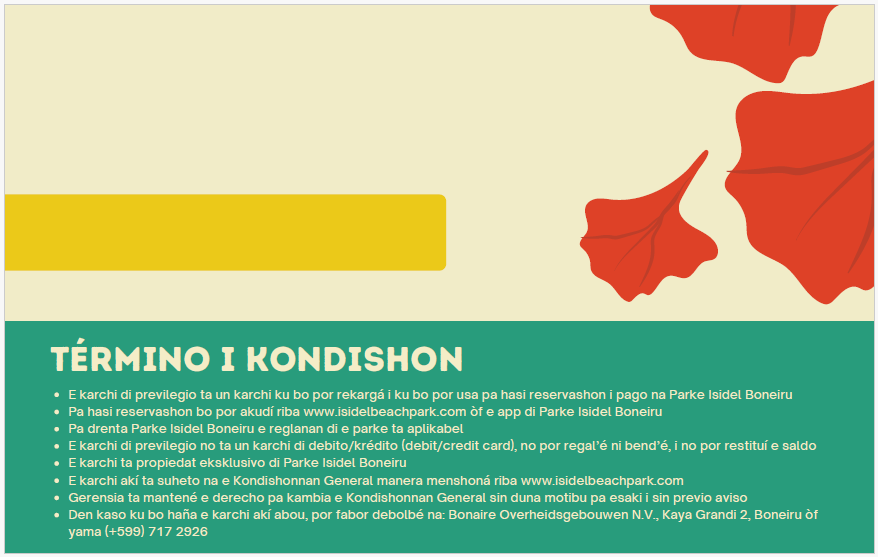 TÉRMINO I KONDISHON
• E karchi di previlegio ta un karchi ku bo por rekargá i ku bo por usa pa hasi reservashon i pago na Parke Isidel Boneiru
• Pa hasi reservashon bo por akudí riba www.isidelbeachpark.com òf e app di Parke Isidel Boneiru
• Pa drenta Parke Isidel Boneiru e reglanan di e parke ta aplikabel
• E karchi di previlegio no ta un karchi di debito/krédito (debit/credit card), no por regal'é ni bend'é, i no por restituí e saldo
• E karchi ta propiedat eksklusivo di Parke Isidel Boneiru
• E karchi akí ta suheto na e Kondishonnan General manera menshoná riba www.isidelbeachpark.com
• Gerensia ta mantené e derecho pa kambia e Kondishonnan General sin duna motibu pa esaki i sin previo aviso
• Den kaso ku bo haña e karchi akí abou, por fabor debolbé na: Bonaire Overheidsgebouwen N.V., Kaya Grandi 2, Boneiru òf
yama (+599) 717 2926